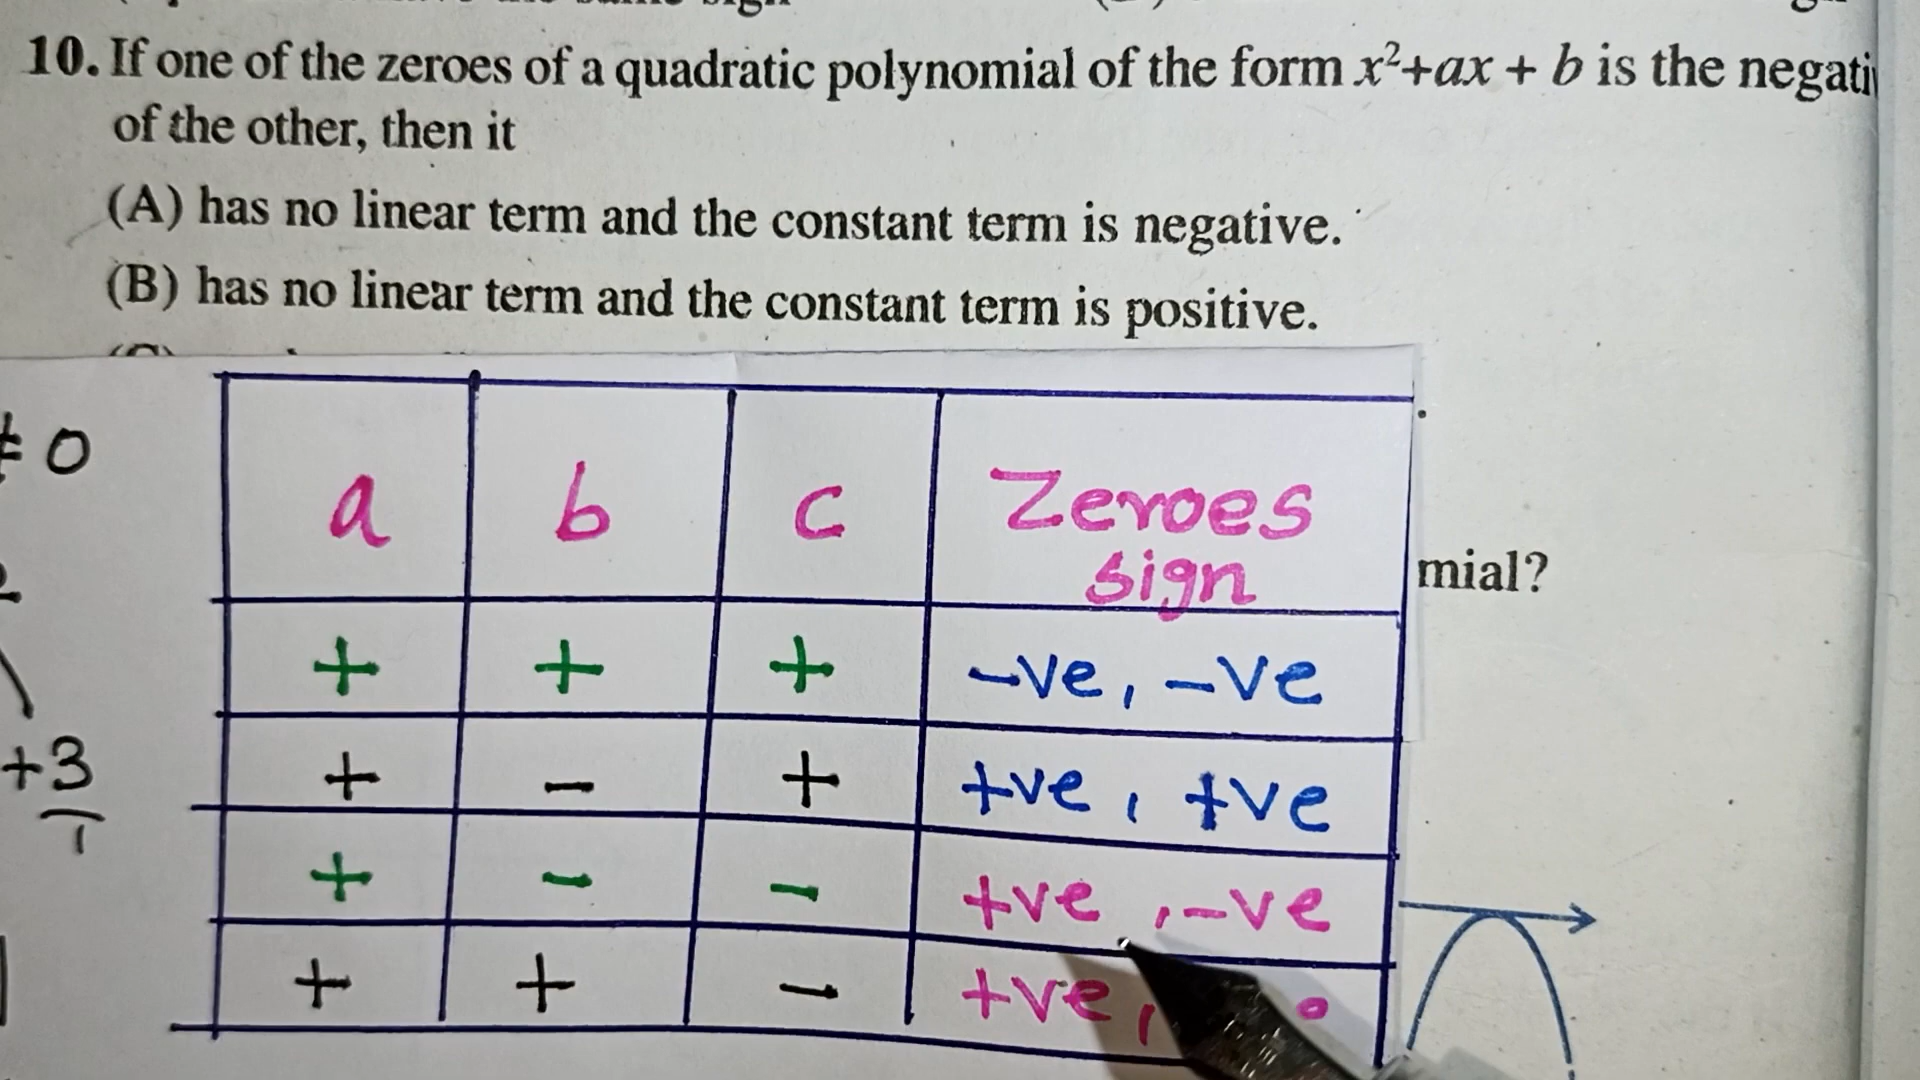 10. If one of the zeroes of a quadratic polynomial of the form x²+ax + b is the
of the other, then it
(A) has no linear term and the constant term is negative.
(B) has no linear term and the constant term is positive.
≠ 0
a b c Zeroes sign
mial?
+ + + -ve, -ve
+3
+ - + +ve, +ve
+ - - +ve, -ve
+ + - +ve,